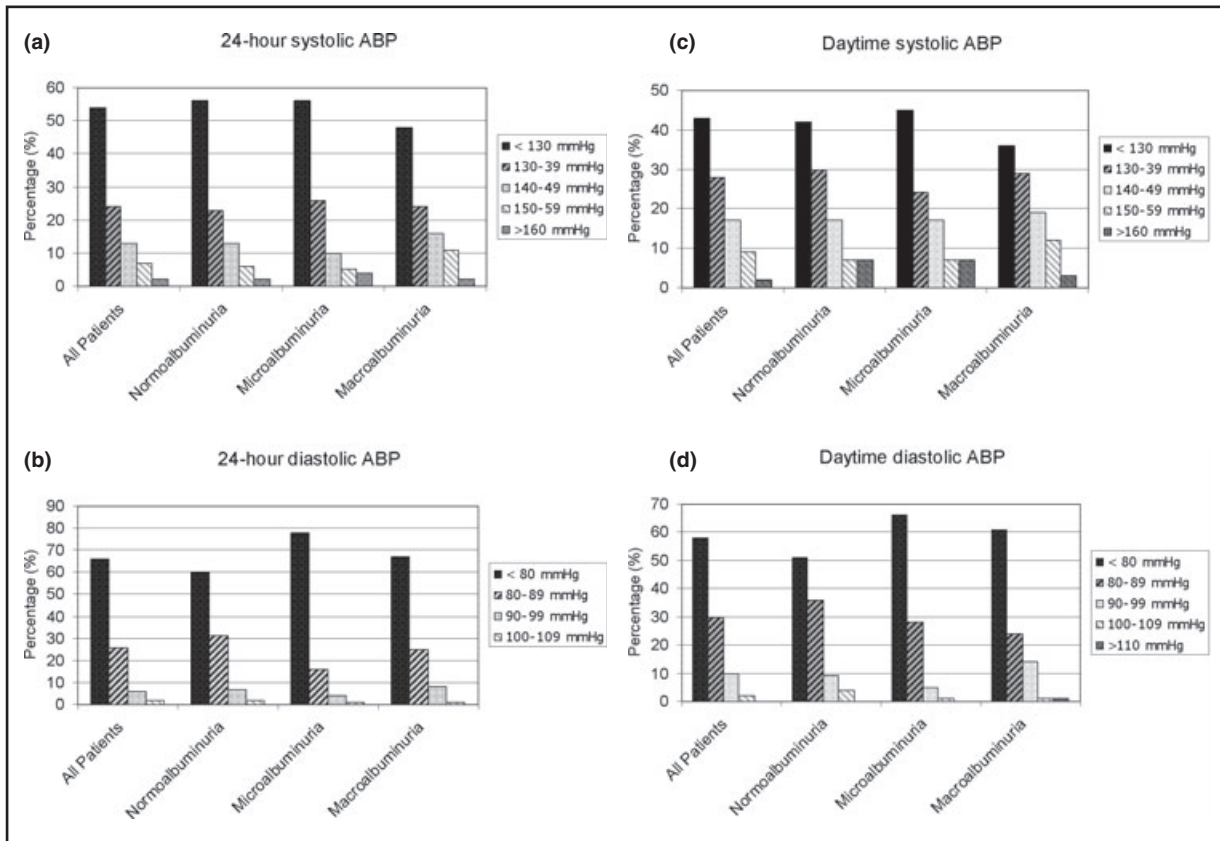 (a)
24-hour systolic ABP
Percentage (%)
60
50
40
30
20
10
0
All Patients
Normoalbuminuria
Microalbuminuria
Macroalbuminuria
< 130 mmHg
130-39 mmHg
140-49 mmHg
150-59 mmHg
>160 mmHg
(c)
Daytime systolic ABP
Percentage (%)
50
40
30
20
10
0
All Patients
Normoalbuminuria
Microalbuminuria
Macroalbuminuria
< 130 mmHg
130-39 mmHg
140-49 mmHg
150-59 mmHg
>160 mmHg
(b)
24-hour diastolic ABP
Percentage (%)
90
80
70
60
50
40
30
20
10
0
All Patients
Normoalbuminuria
Microalbuminuria
Macroalbuminuria
< 80 mmHg
80-89 mmHg
90-99 mmHg
100-109 mmHg
(d)
Daytime diastolic ABP
Percentage (%)
70
60
50
40
30
20
10
0
All Patients
Normoalbuminuria
Microalbuminuria
Macroalbuminuria
< 80 mmHg
80-89 mmHg
90-99 mmHg
100-109 mmHg
>110 mmHg